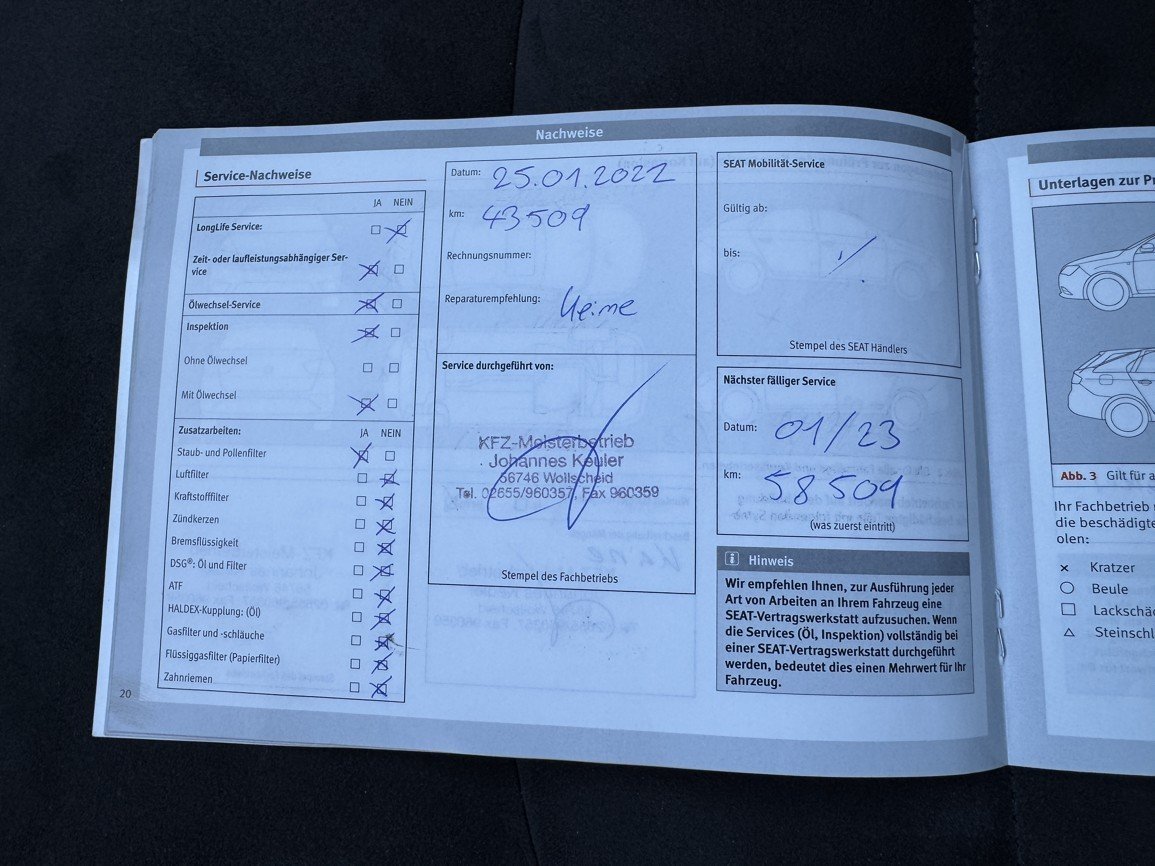 Nachweise
Service-Nachweise
JA NEIN
LongLife Service:
Zeit- oder laufleistungsabhängiger Ser-
vice
Ölwechsel-Service
Inspektion
Ohne Ölwechsel
Mit Ölwechsel
Zusatzarbeiten: JA NEIN
Staub- und Pollenfilter
Luftfilter
Kraftstofffilter
Zündkerzen
Bremsflüssigkeit
DSG®: Öl und Filter
ATF
HALDEX-Kupplung: (Öl)
Gasfilter und -schläuche
Flüssiggasfilter (Papierfilter)
Zahnriemen
20
Datum: 25.01.2022
km: 43509
Rechnungsnummer:
Reparaturempfehlung: Keine
Service durchgeführt von:
KFZ-Meisterbetrieb
Johannes Keuler
56746 Wollscheid
Tel. 02655/960357, Fax 960359
Stempel des Fachbetriebs
SEAT Mobilität-Service
Gültig ab:
bis:
Stempel des SEAT Händlers
Nächster fälliger Service
Datum: 01/23
km: 58509
(was zuerst eintritt)
i Hinweis
Wir empfehlen Ihnen, zur Ausführung jeder
Art von Arbeiten an Ihrem Fahrzeug eine
SEAT-Vertragswerkstatt aufzusuchen. Wenn
die Services (Öl, Inspektion) vollständig bei
einer SEAT-Vertragswerkstatt durchgeführt
werden, bedeutet dies einen Mehrwert für Ihr
Fahrzeug.
Unterlagen zur Pr
Abb. 3 Gilt für a
Ihr Fachbetrieb
die beschädigte
olen:
Kratzer
Beule
Lackschä
Steinschl